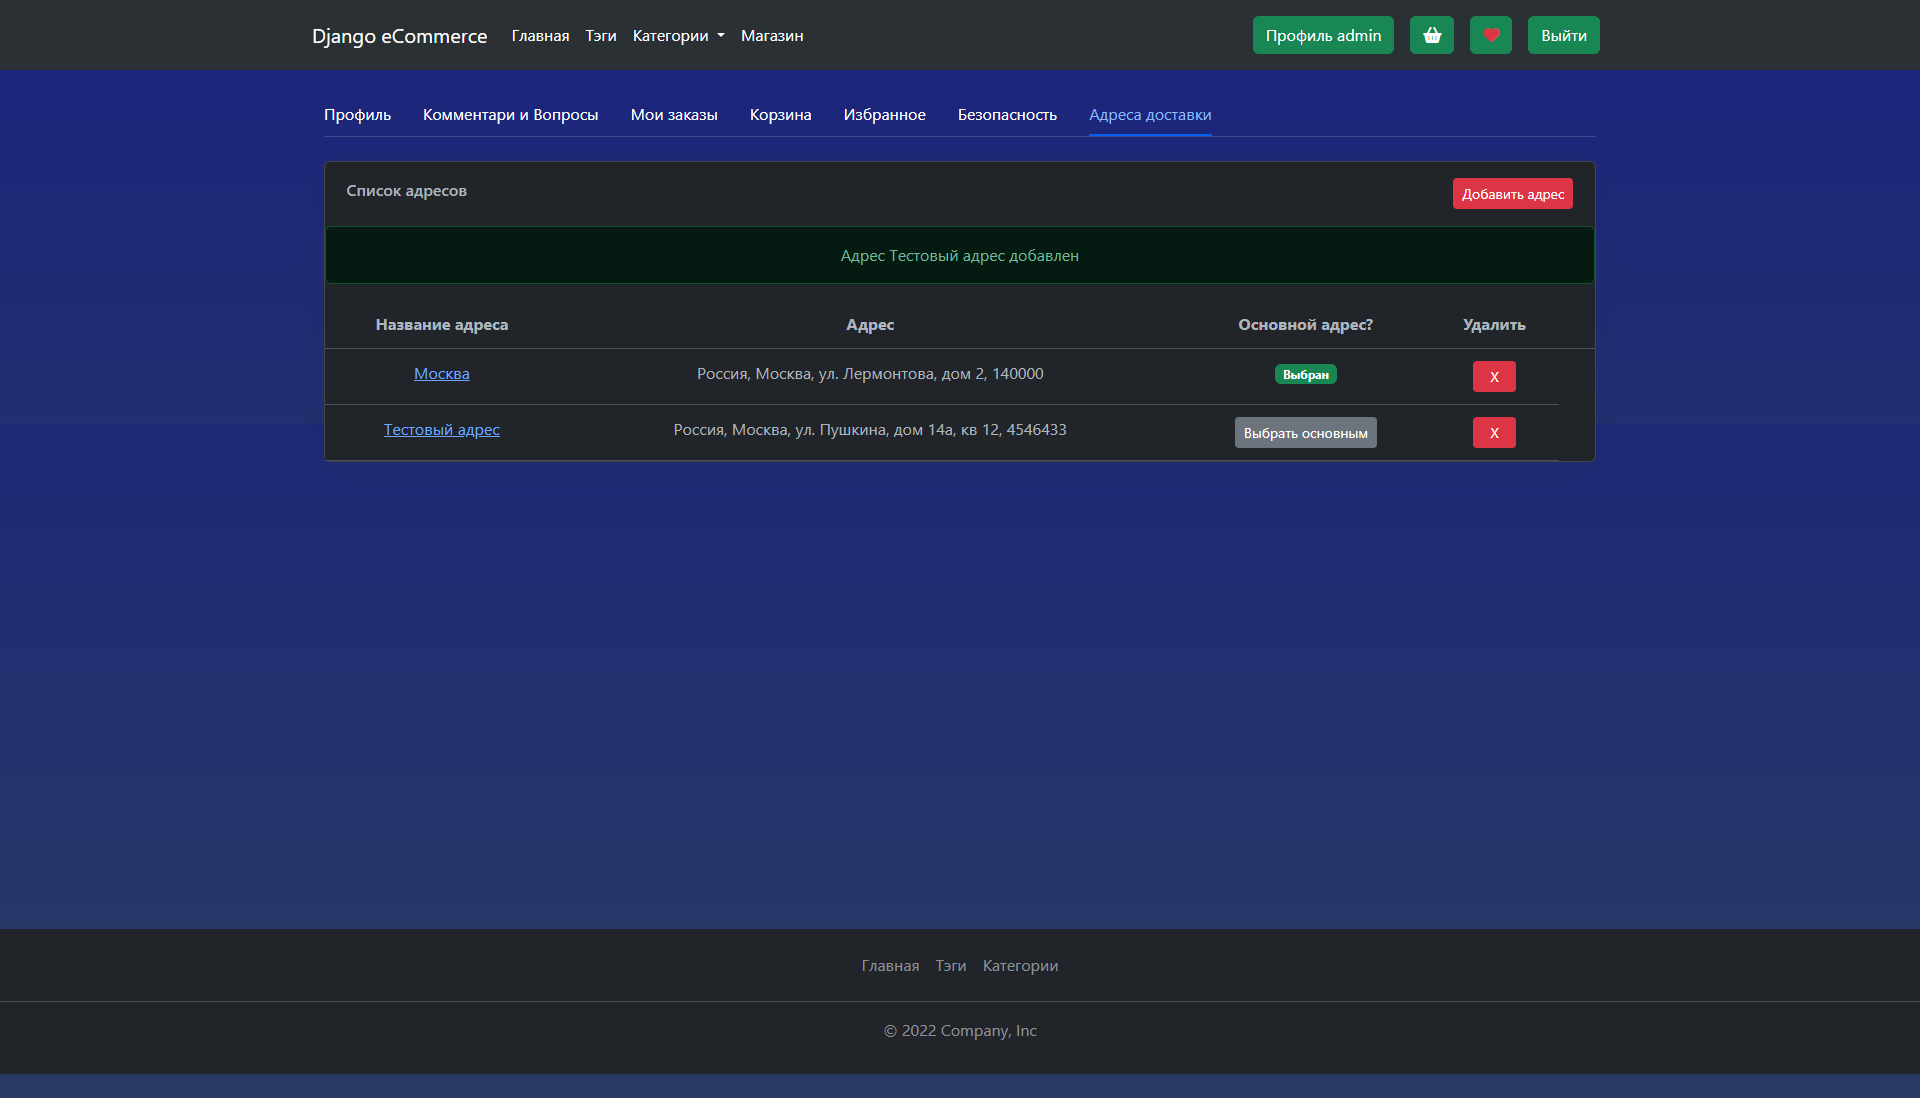 Django eCommerce Главная Тэги Категории Магазин Профиль admin Выйти
Профиль Комментари и Вопросы Мои заказы Корзина Избранное Безопасность Адреса доставки
Список адресов Добавить адрес
Адрес Тестовый адрес добавлен
Название адреса Адрес Основной адрес? Удалить
Москва Россия, Москва, ул. Лермонтова, дом 2, 140000 Выбран X
Тестовый адрес Россия, Москва, ул. Пушкина, дом 14а, кв 12, 4546433 Выбрать основным X
Главная Тэги Категории
© 2022 Company, Inc